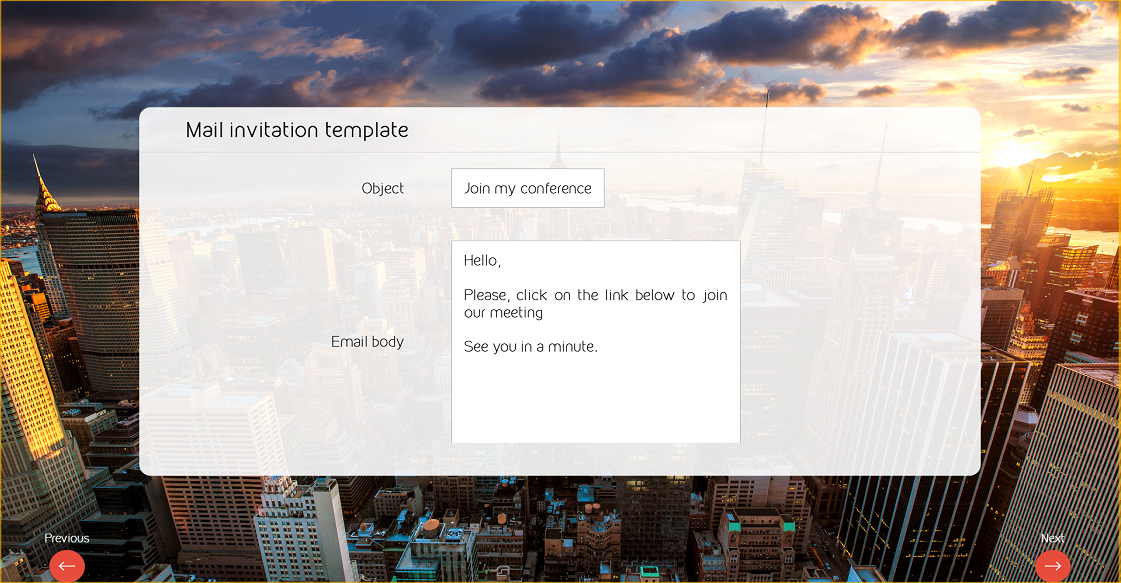 Mail invitation template
Object
Join my conference
Email body
Hello,
Please, click on the link below to join
our meeting
See you in a minute.
Previous
Next